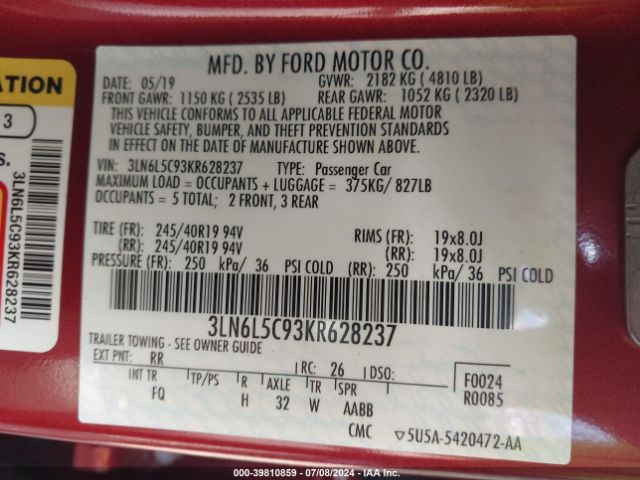 ATION
3
s.
3LN6L5C93KR628237
MFD. BY FORD MOTOR CO.
DATE: 05/19 GVWR: 2182 KG ( 4810 LB)
FRONT GAWR: 1150 KG ( 2535 LB) REAR GAWR: 1052 KG ( 2320 LB)
THIS VEHICLE CONFORMS TO ALL APPLICABLE FEDERAL MOTOR
VEHICLE SAFETY, BUMPER, AND THEFT PREVENTION STANDARDS
IN EFFECT ON THE DATE OF MANUFACTURE SHOWN ABOVE.
VIN: 3LN6L5C93KR628237 TYPE: Passenger Car
MAXIMUM LOAD = OCCUPANTS + LUGGAGE = 375KG/ 827LB
OCCUPANTS = 5 TOTAL; 2 FRONT, 3 REAR
TIRE (FR): 245/40R19 94V RIMS (FR): 19x8.0J
(RR): 245/40R19 94V (RR): 19x8.0J
PRESSURE (FR): 250 kPa/ 36 PSI COLD (RR): 250 kPa/ 36 PSI COLD
3LN6L5C93KR628237
TRAILER TOWING - SEE OWNER GUIDE
EXT PNT: RR RC: 26 DSO:
INT TR TP/PS R AXLE TR SPR
FQ H 32 W AABB
F0024
R0085
CMC ▽5U5A-5420472-AA
000-39810859 - 07/08/2024 - IAA Inc.